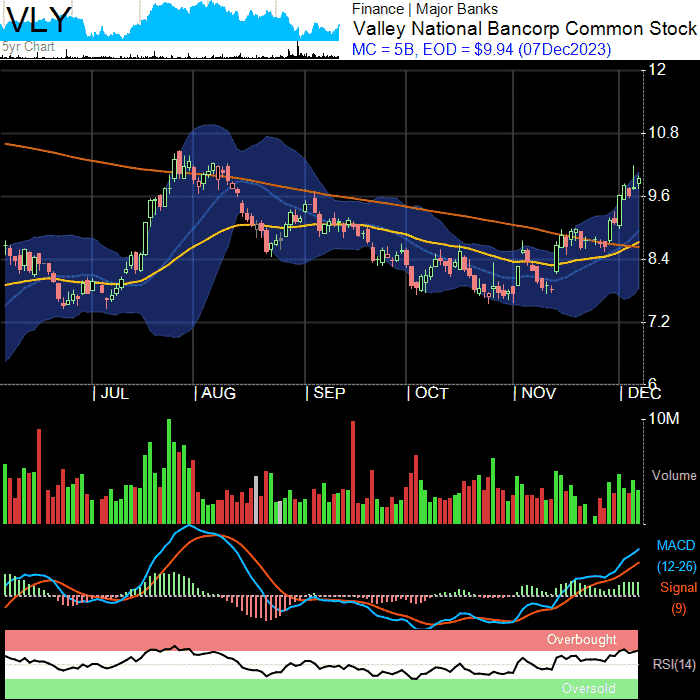 VLY
5yr Chart
Finance | Major Banks
Valley National Bancorp Common Stock
MC = 5B, EOD = $9.94 (07Dec2023)
12
10.8
9.6
8.4
7.2
6
JUL AUG SEP OCT NOV DEC
10M
Volume
MACD
(12-26)
Signal
(9)
Overbought
RSI(14)
Oversold